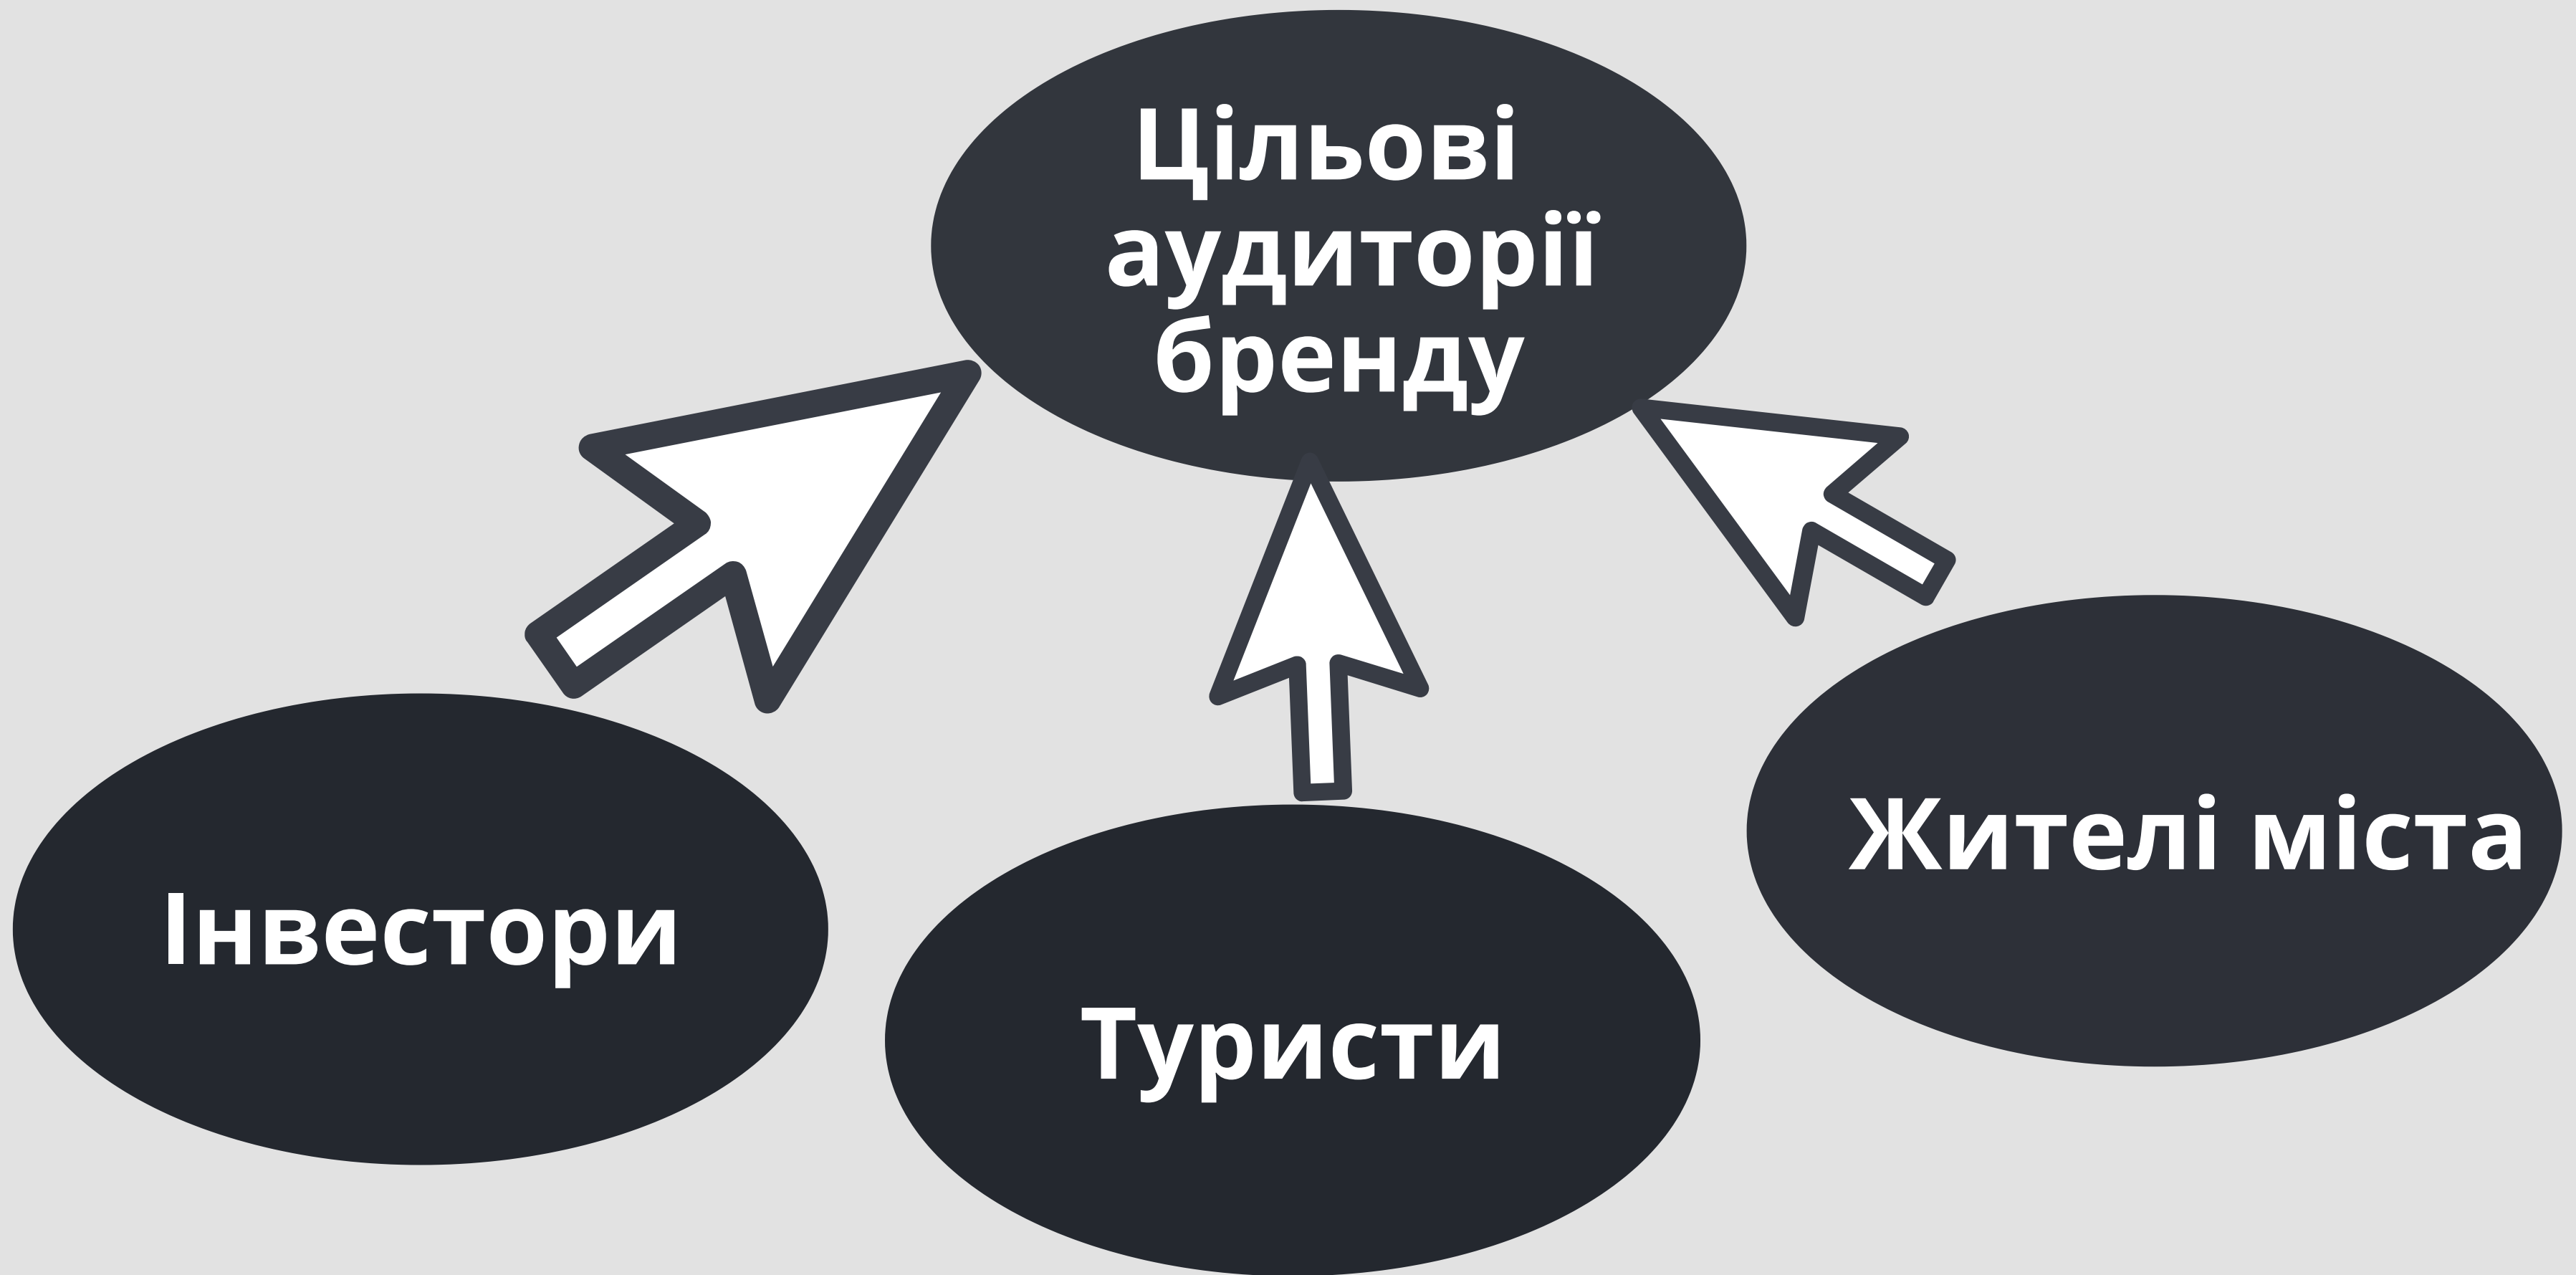 Цільові
аудиторії
бренду
Інвестори
Туристи
Жителі міста